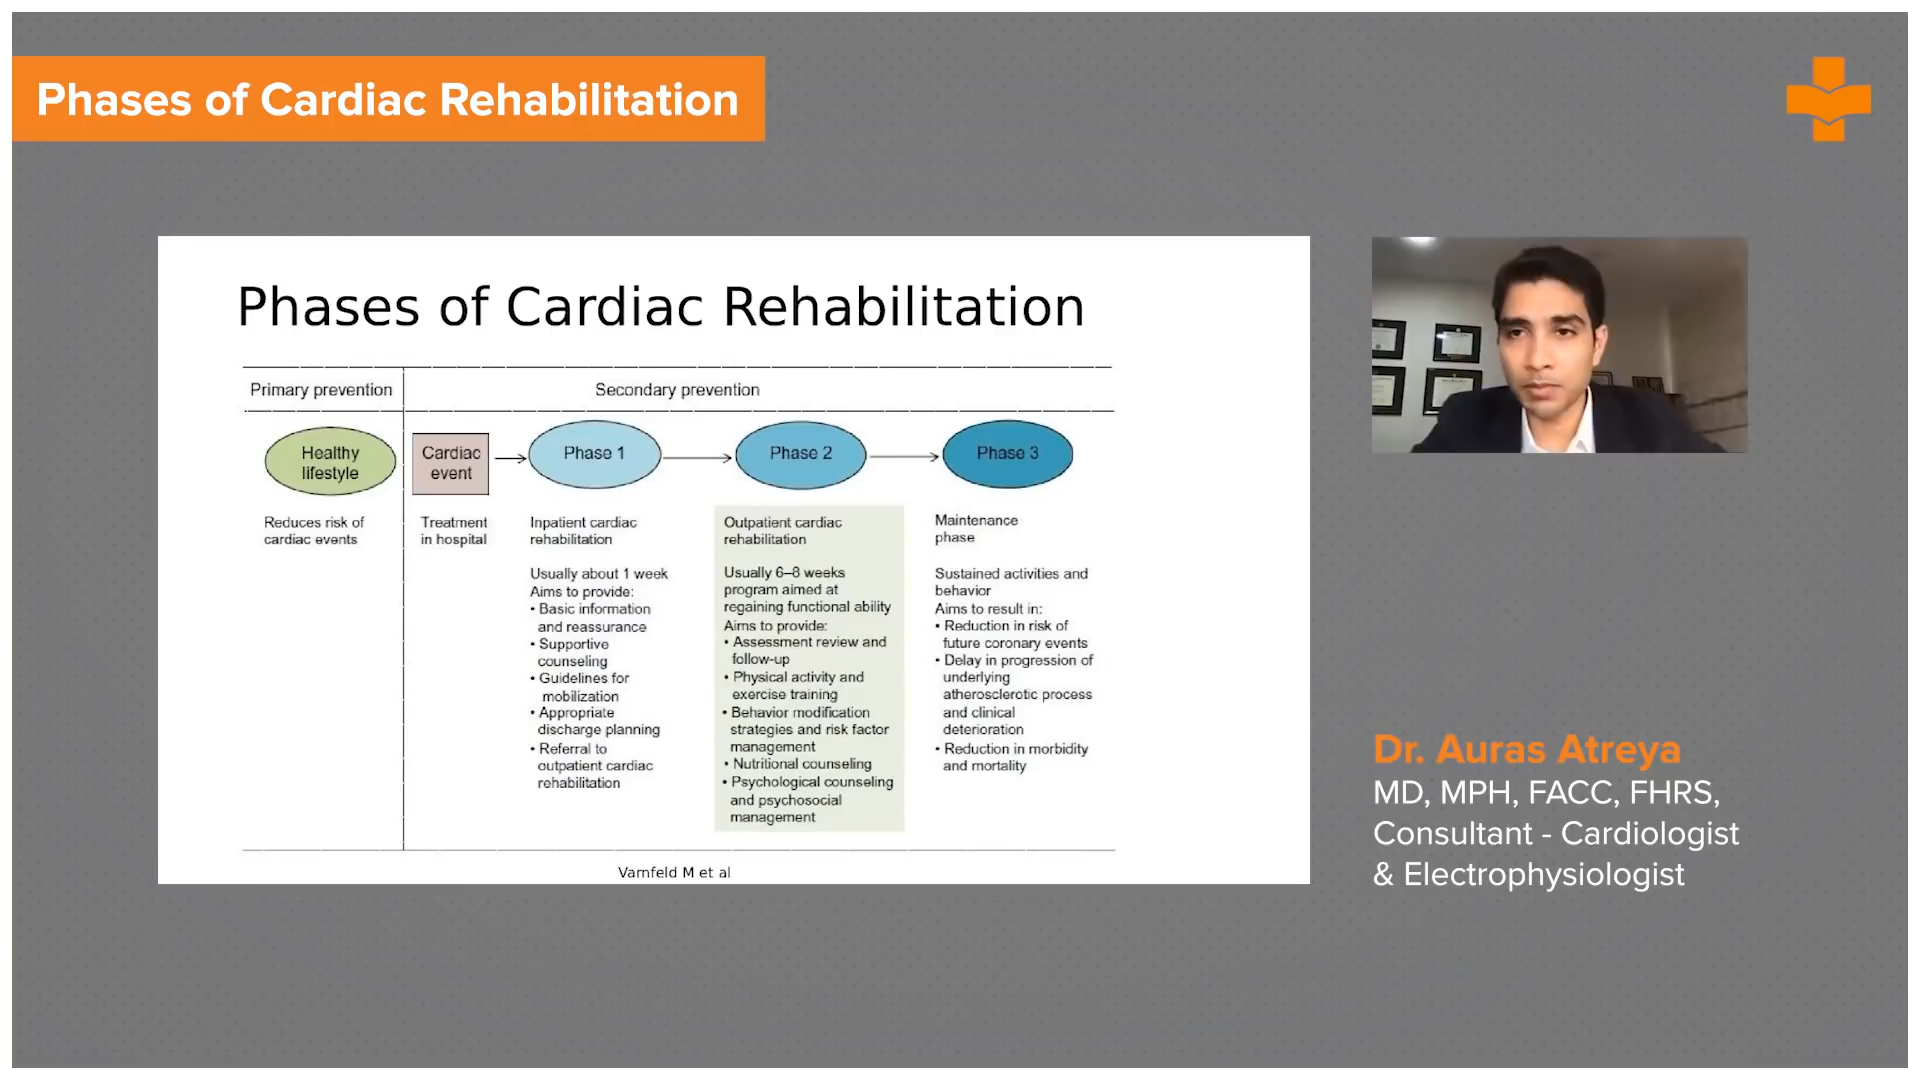 Phases of Cardiac Rehabilitation
Phases of Cardiac Rehabilitation
Primary prevention
Secondary prevention
Healthy
lifestyle
Cardiac
event
Phase 1
Phase 2
Phase 3
Reduces risk of
cardiac events
Treatment
in hospital
Inpatient cardiac
rehabilitation
Usually about 1 week
Aims to provide:
• Basic information
and reassurance
• Supportive
counseling
• Guidelines for
mobilization
• Appropriate
discharge planning
• Referral to
outpatient cardiac
rehabilitation
Outpatient cardiac
rehabilitation
Usually 6–8 weeks
program aimed at
regaining functional ability
Aims to provide:
• Assessment review and
follow-up
• Physical activity and
exercise training
• Behavior modification
strategies and risk factor
management
• Nutritional counseling
• Psychological counseling
and psychosocial
management
Maintenance
phase
Sustained activities and
behavior
Aims to result in:
• Reduction in risk of
future coronary events
• Delay in progression of
underlying
atherosclerotic process
and clinical
deterioration
• Reduction in morbidity
and mortality
Varnfeld M et al
Dr. Auras Atreya
MD, MPH, FACC, FHRS,
Consultant - Cardiologist
& Electrophysiologist